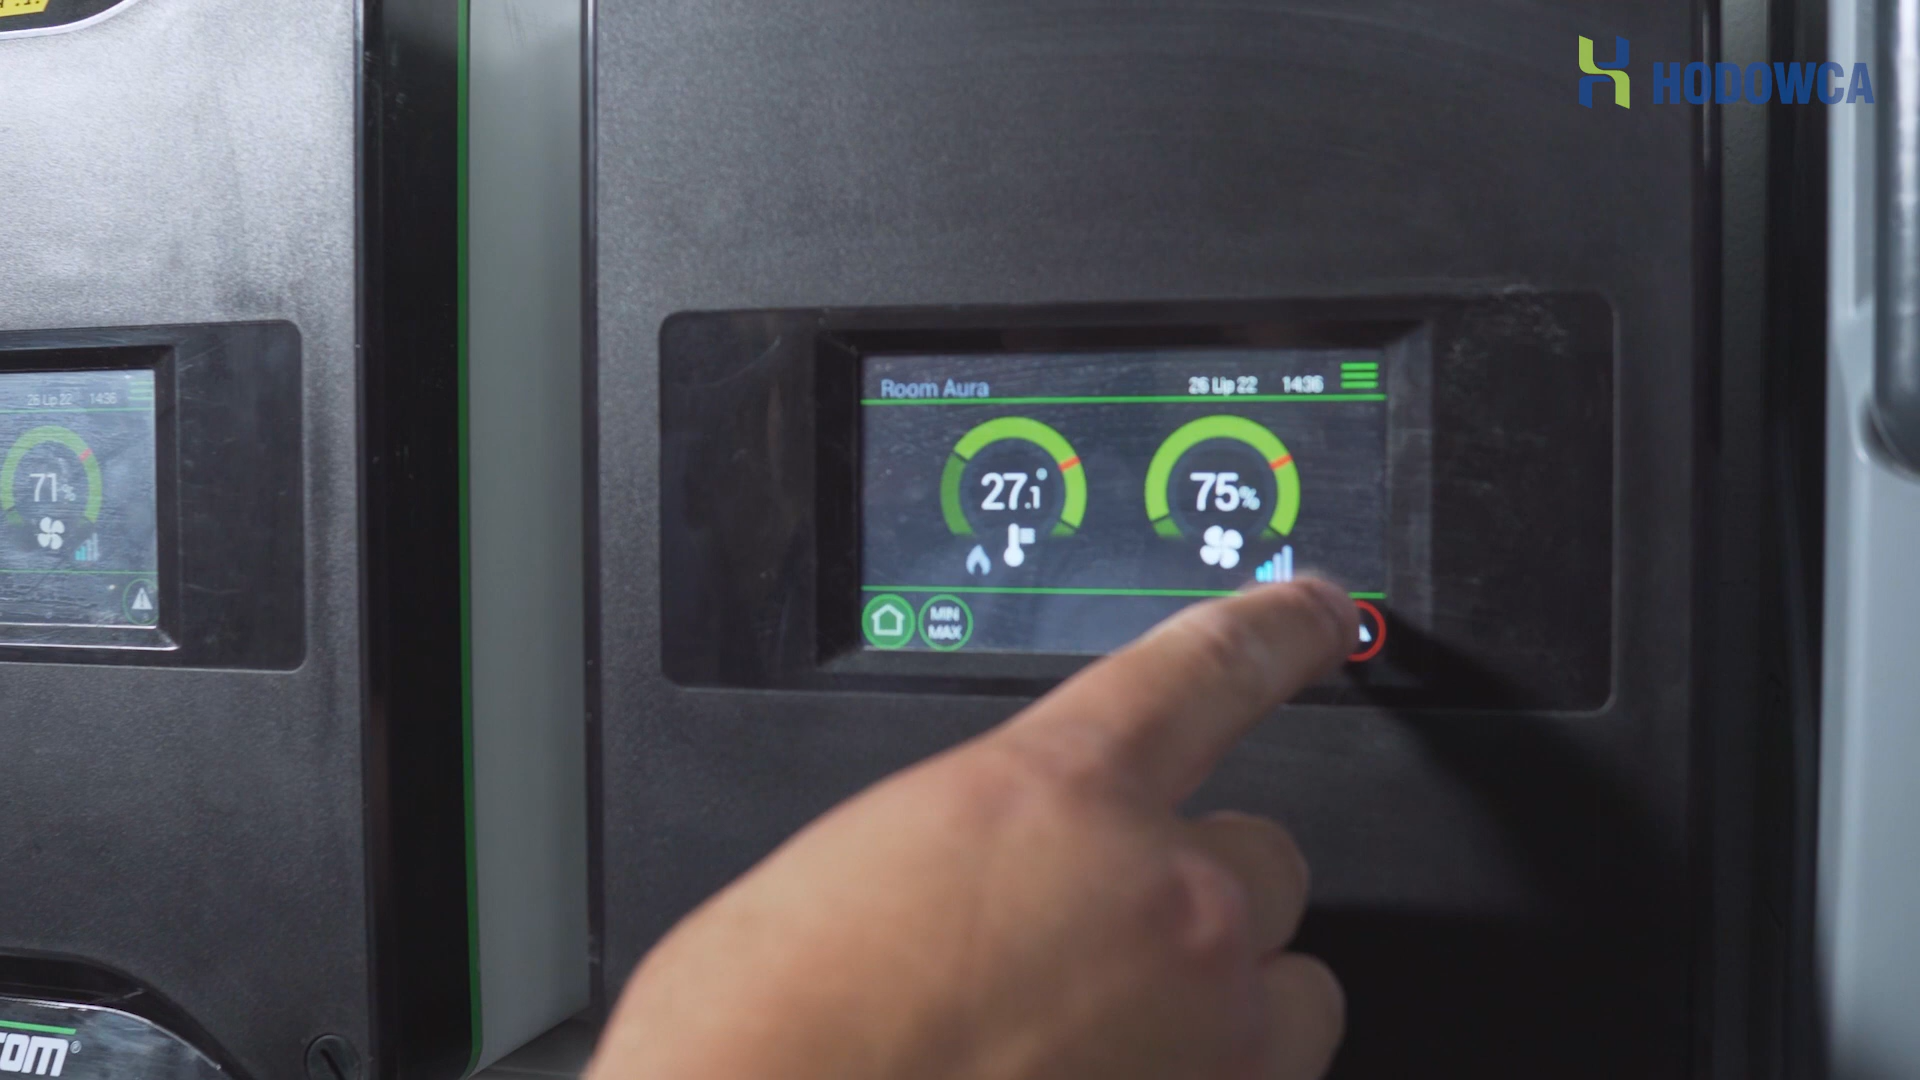 HODOWCA
Room Aura
26 Lip 22 14:36
27.1°
75%
MIN
MAX
26 Lip 22 14:36
71%
om®